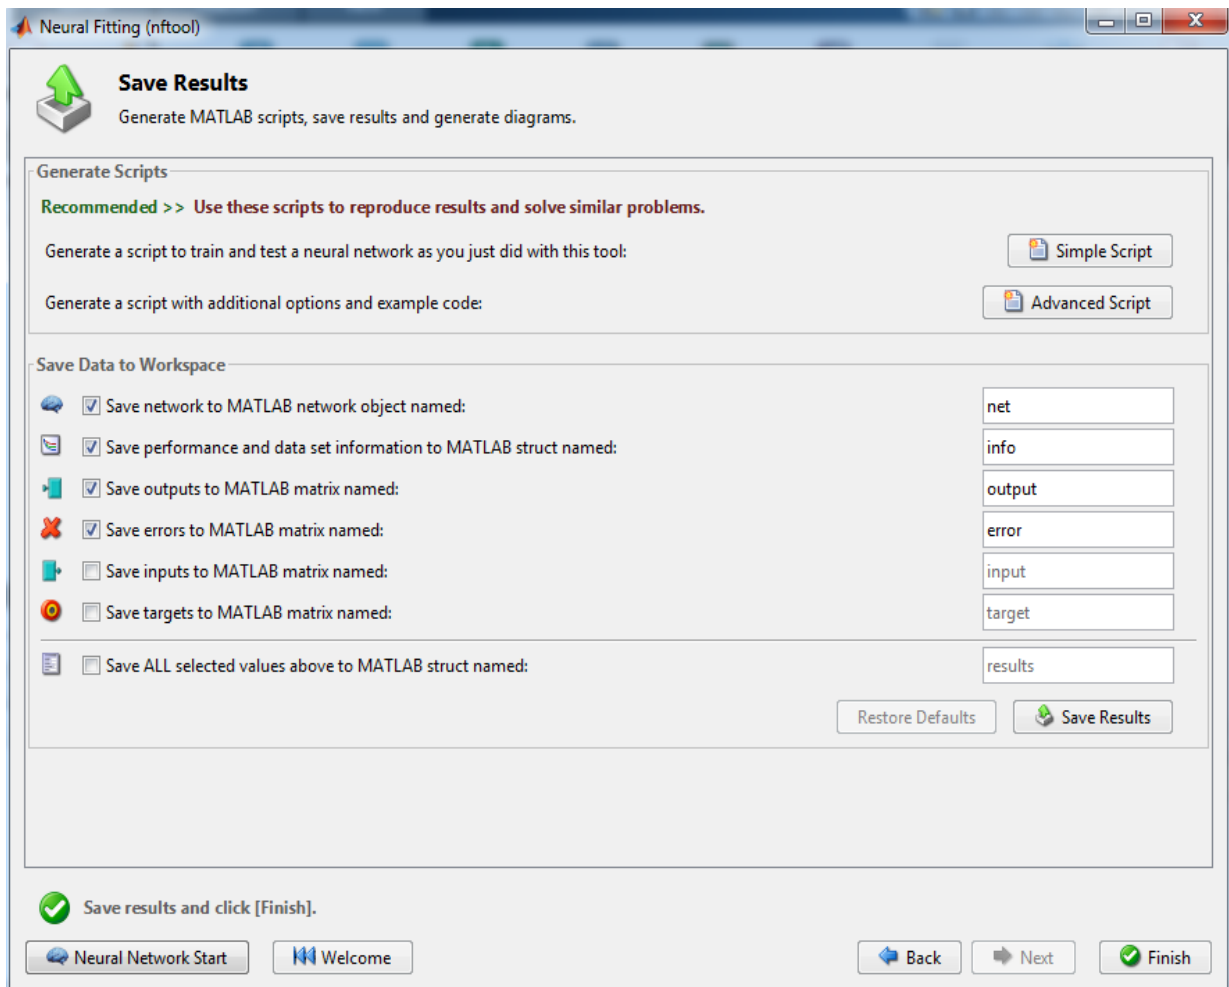 Neural Fitting (nftool)
Save Results
Generate MATLAB scripts, save results and generate diagrams.
Generate Scripts
Recommended >> Use these scripts to reproduce results and solve similar problems.
Generate a script to train and test a neural network as you just did with this tool:
Simple Script
Generate a script with additional options and example code:
Advanced Script
Save Data to Workspace
Save network to MATLAB network object named:
net
Save performance and data set information to MATLAB struct named:
info
Save outputs to MATLAB matrix named:
output
Save errors to MATLAB matrix named:
error
Save inputs to MATLAB matrix named:
input
Save targets to MATLAB matrix named:
target
Save ALL selected values above to MATLAB struct named:
results
Restore Defaults
Save Results
Save results and click [Finish].
Neural Network Start
Welcome
Back
Next
Finish